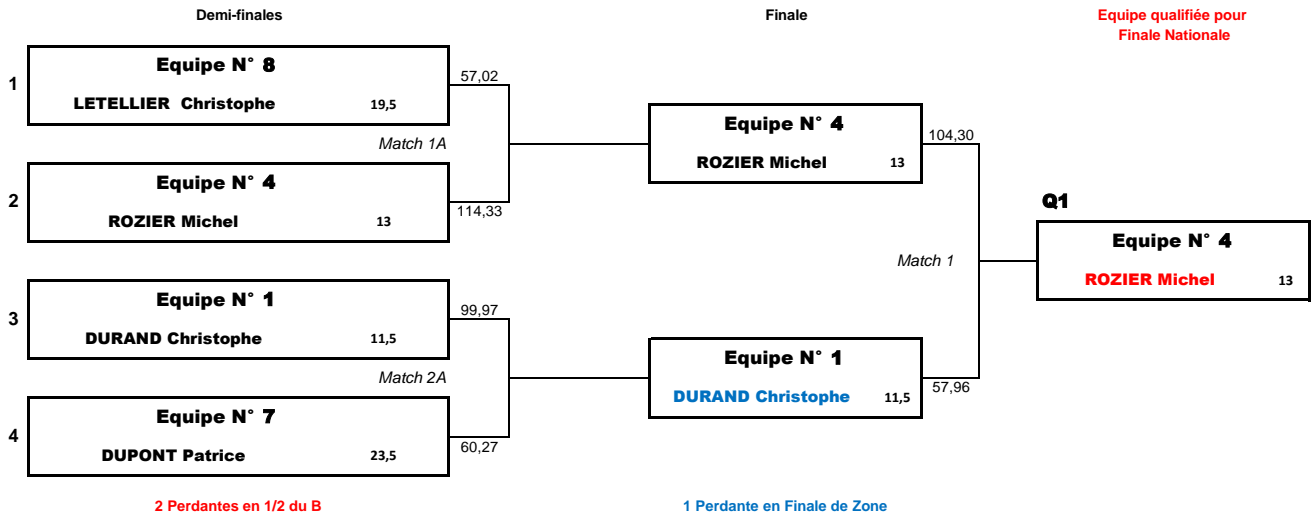 Demi-finales
Finale
Equipe qualifiée pour
Finale Nationale
1
Equipe N° 8
LETELLIER Christophe 19,5
57,02
Match 1A
2
Equipe N° 4
ROZIER Michel 13
114,33
3
Equipe N° 1
DURAND Christophe 11,5
99,97
Match 2A
4
Equipe N° 7
DUPONT Patrice 23,5
60,27
Equipe N° 4
ROZIER Michel 13
104,30
Match 1
Equipe N° 1
DURAND Christophe 11,5
57,96
Q1
Equipe N° 4
ROZIER Michel 13
2 Perdantes en 1/2 du B
1 Perdante en Finale de Zone